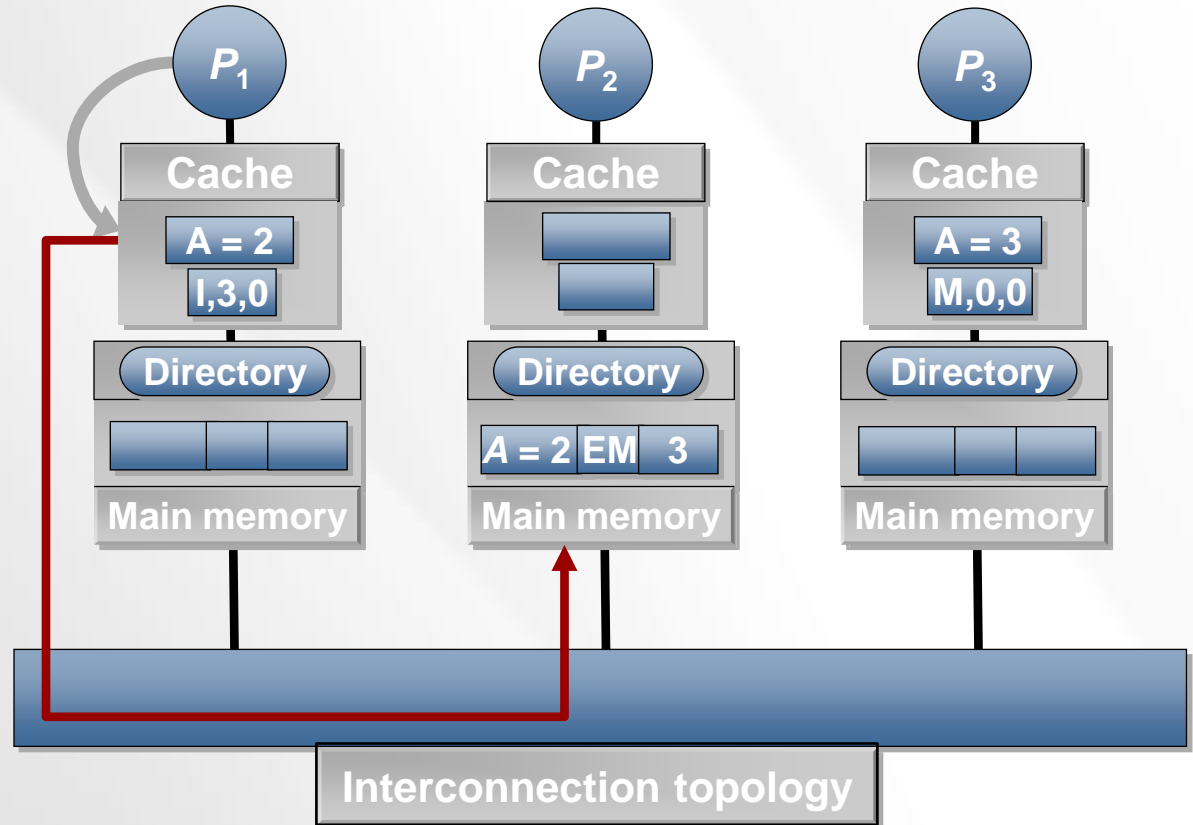 P1
Cache
A = 2
I,3,0
Directory
Main memory
P2
Cache
Directory
A = 2 EM 3
Main memory
P3
Cache
A = 3
M,0,0
Directory
Main memory
Interconnection topology